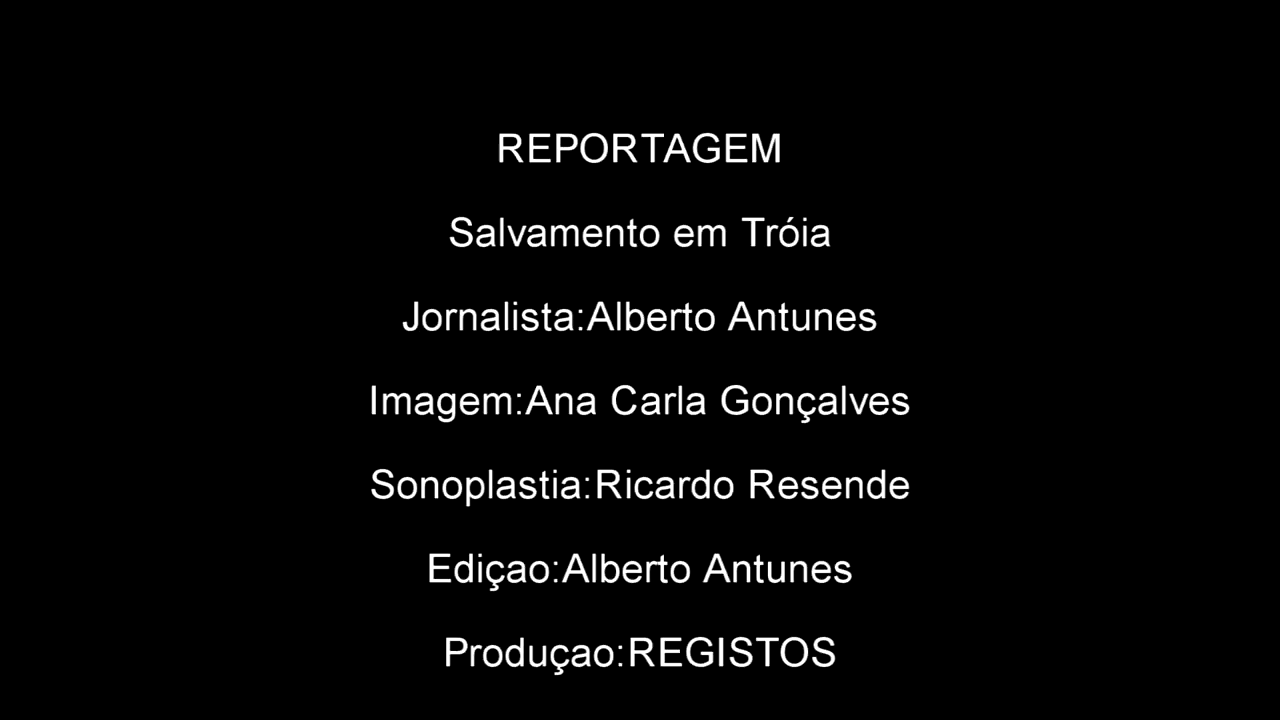 REPORTAGEM
Salvamento em Tróia
Jornalista:Alberto Antunes
Imagem:Ana Carla Gonçalves
Sonoplastia:Ricardo Resende
Ediçao:Alberto Antunes
Produçao:REGISTOS